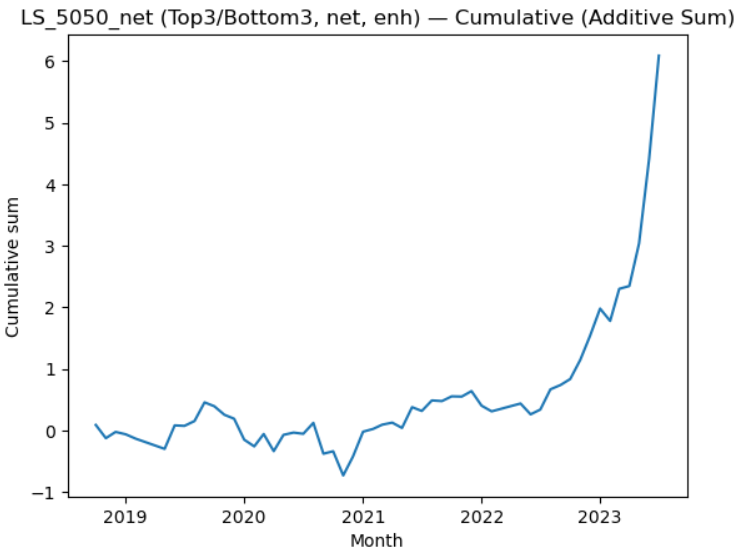 LS_5050_net (Top3/Bottom3, net, enh) — Cumulative (Additive Sum)
6
5
4
3
2
1
0
−1
Cumulative sum
2019 2020 2021 2022 2023
Month